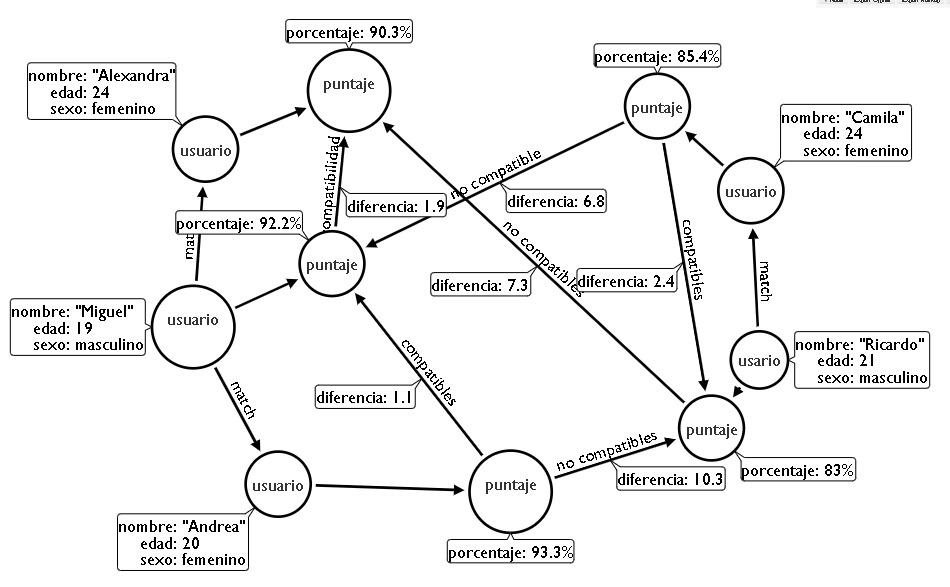 porcentaje: 90.3%
puntaje
porcentaje: 85.4%
puntaje
nombre: "Alexandra"
edad: 24
sexo: femenino
usuario
nombre: "Camila"
edad: 24
sexo: femenino
usuario
no compatible
diferencia: 6.8
ompatibilidad
diferencia: 1.9
porcentaje: 92.2%
puntaje
no compatibles
diferencia: 7.3
compatibles
diferencia: 2.4
match
nombre: "Miguel"
edad: 19
sexo: masculino
usuario
nombre: "Ricardo"
edad: 21
sexo: masculino
usario
match
compatibles
diferencia: 1.1
puntaje
porcentaje: 83%
no compatibles
diferencia: 10.3
usuario
nombre: "Andrea"
edad: 20
sexo: femenino
puntaje
porcentaje: 93.3%